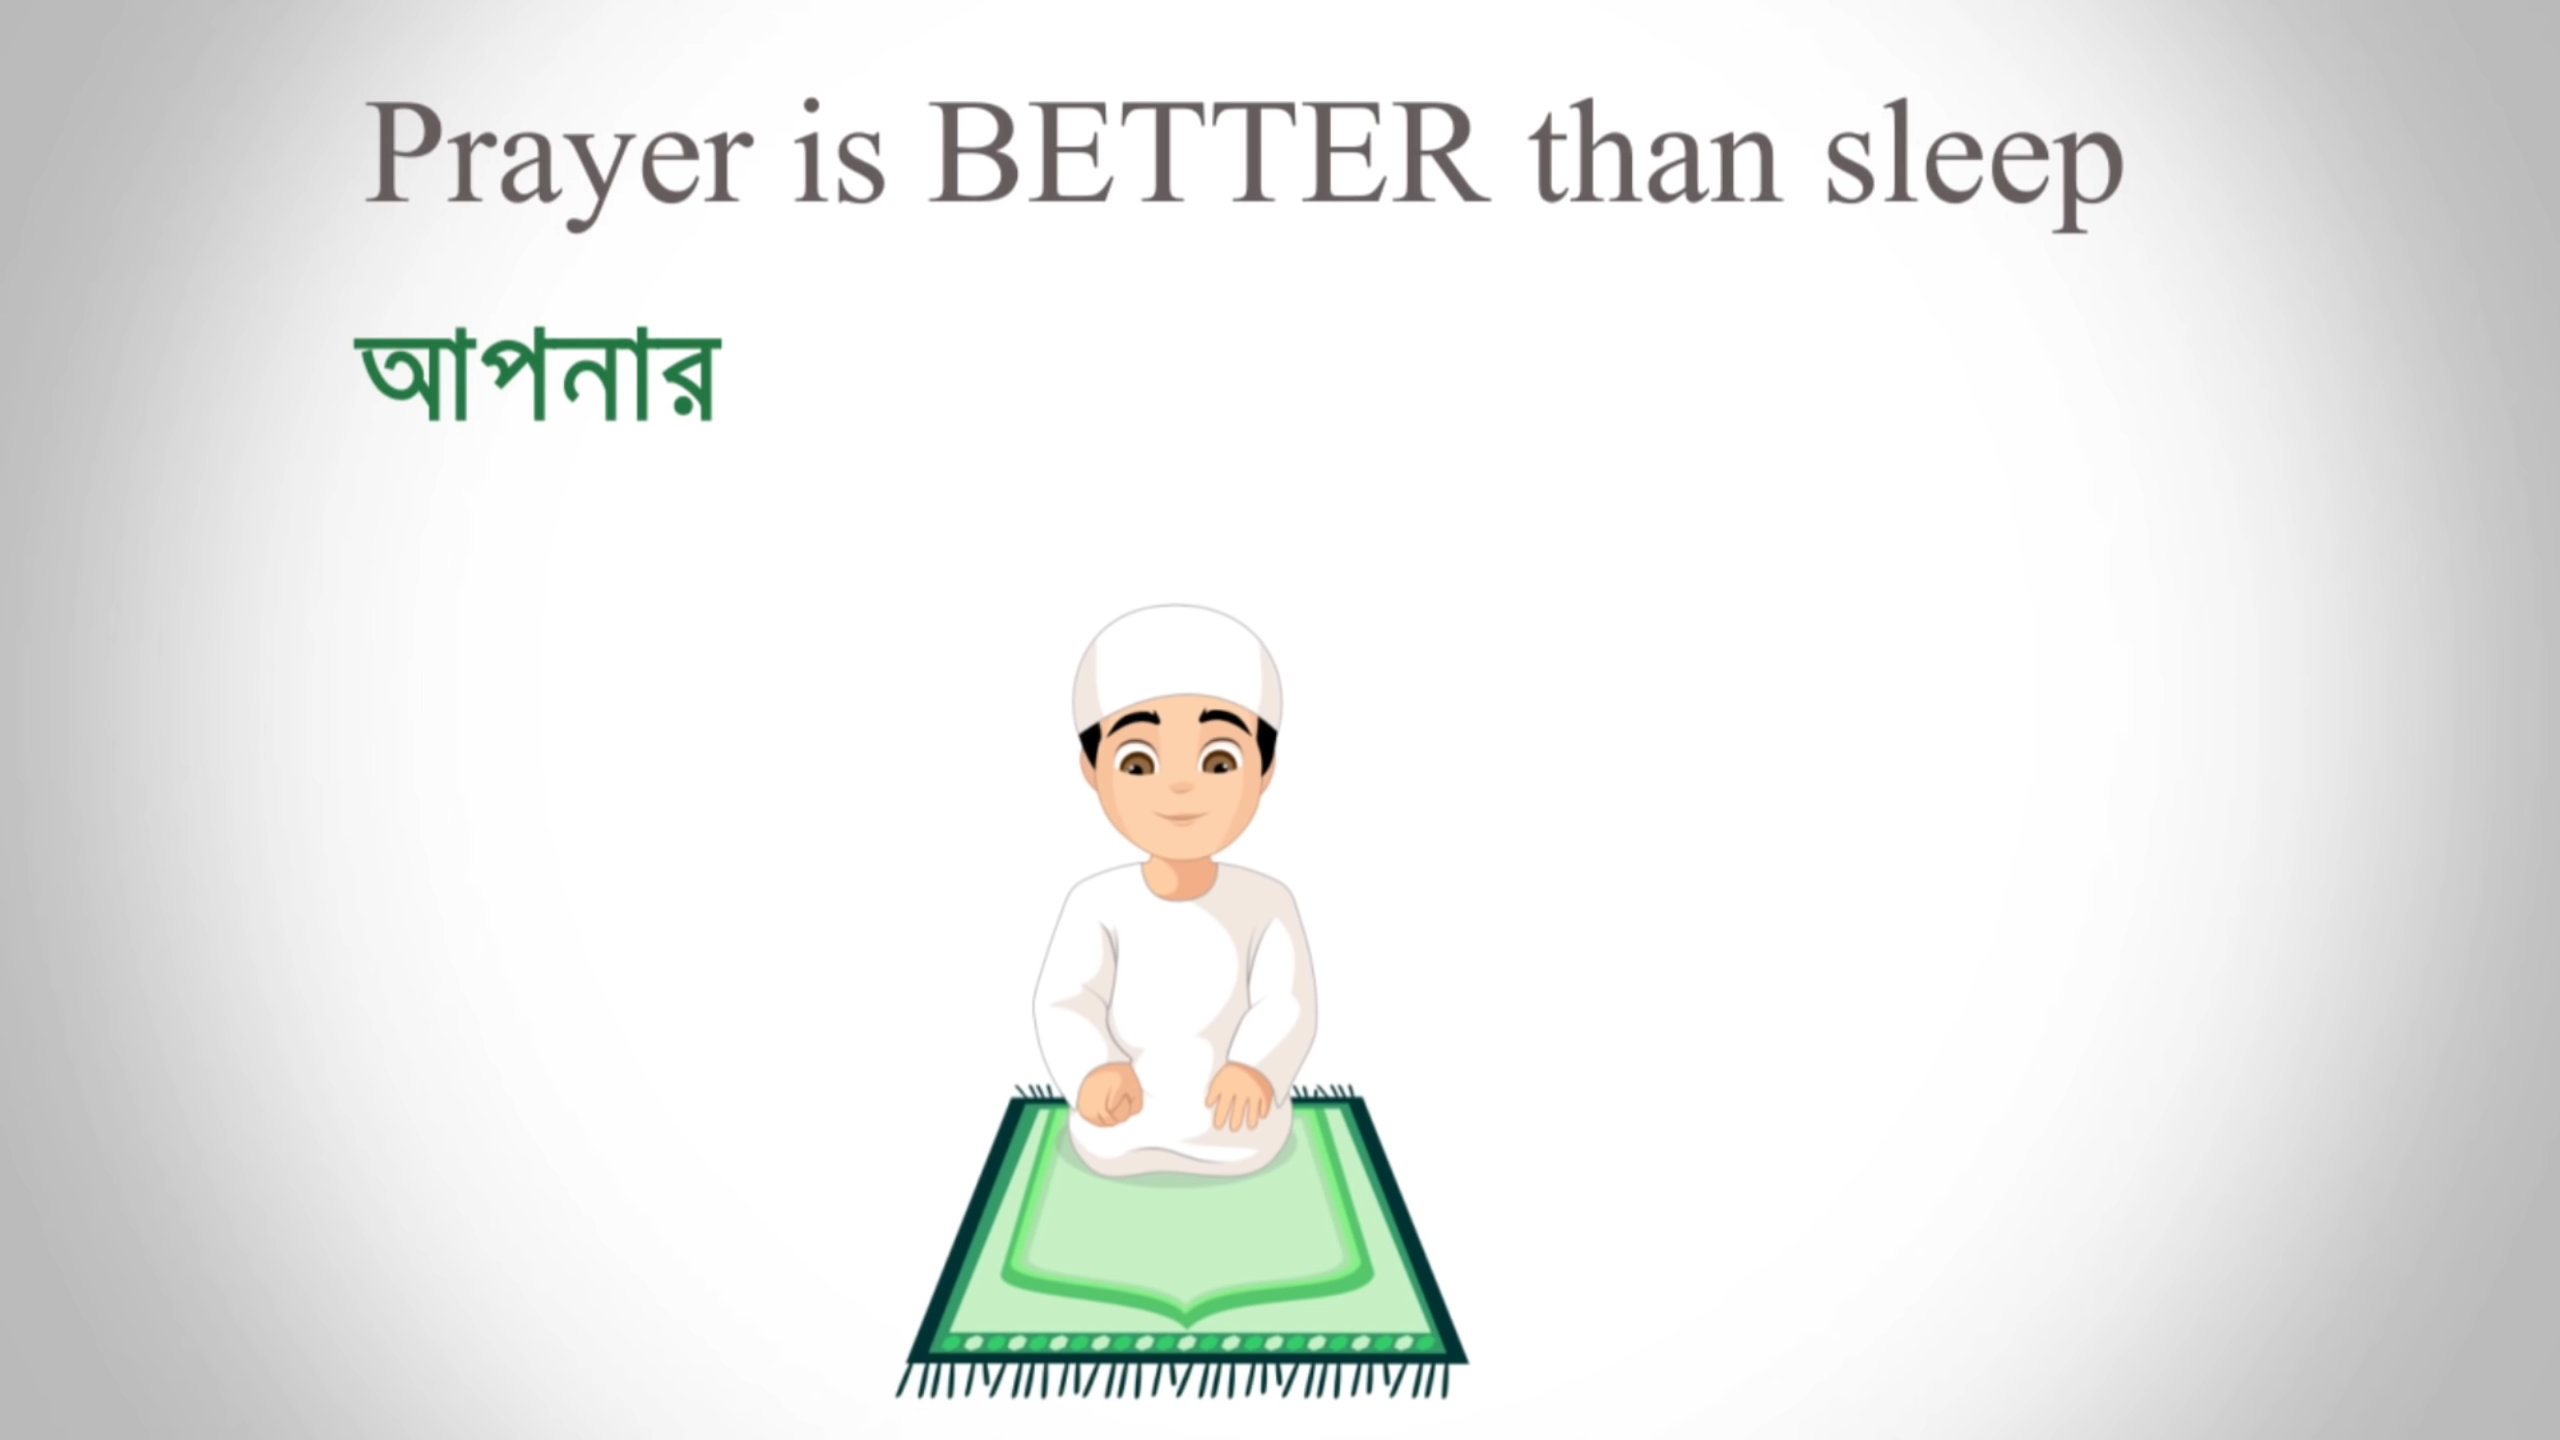 Prayer is BETTER than sleep
আপনার